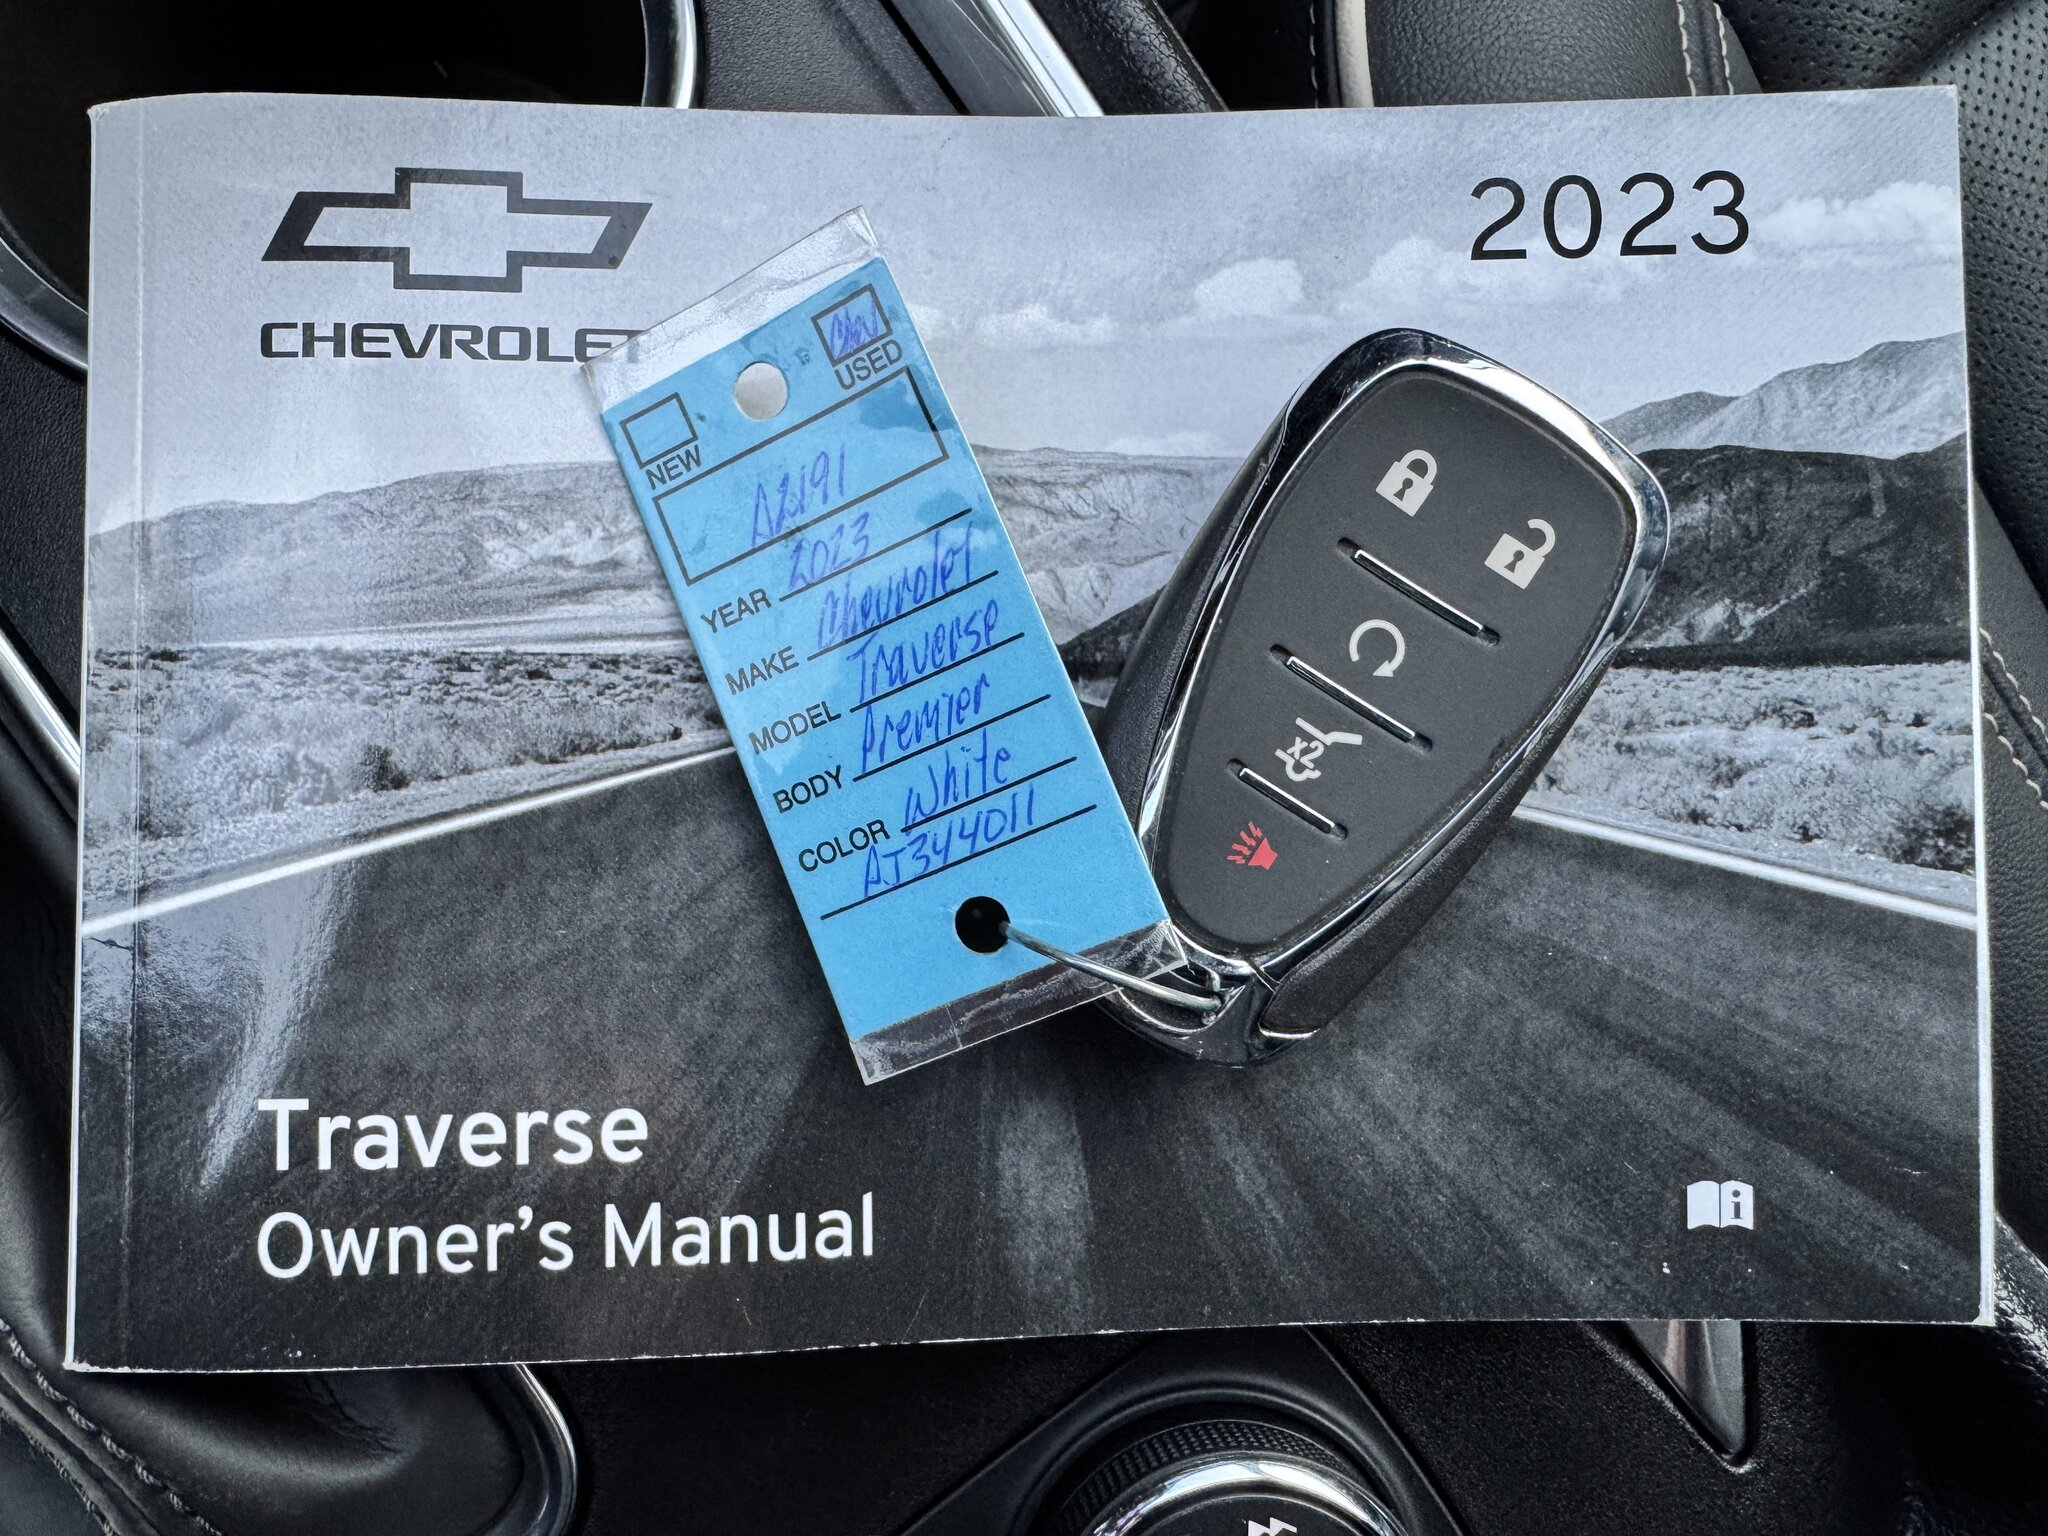 CHEVROLET
2023
USED
NEW
A2191
YEAR 2023
MAKE Chevrolet
MODEL Traverse
BODY Premier
COLOR White
AJ344011
x2
Traverse
Owner's Manual
i